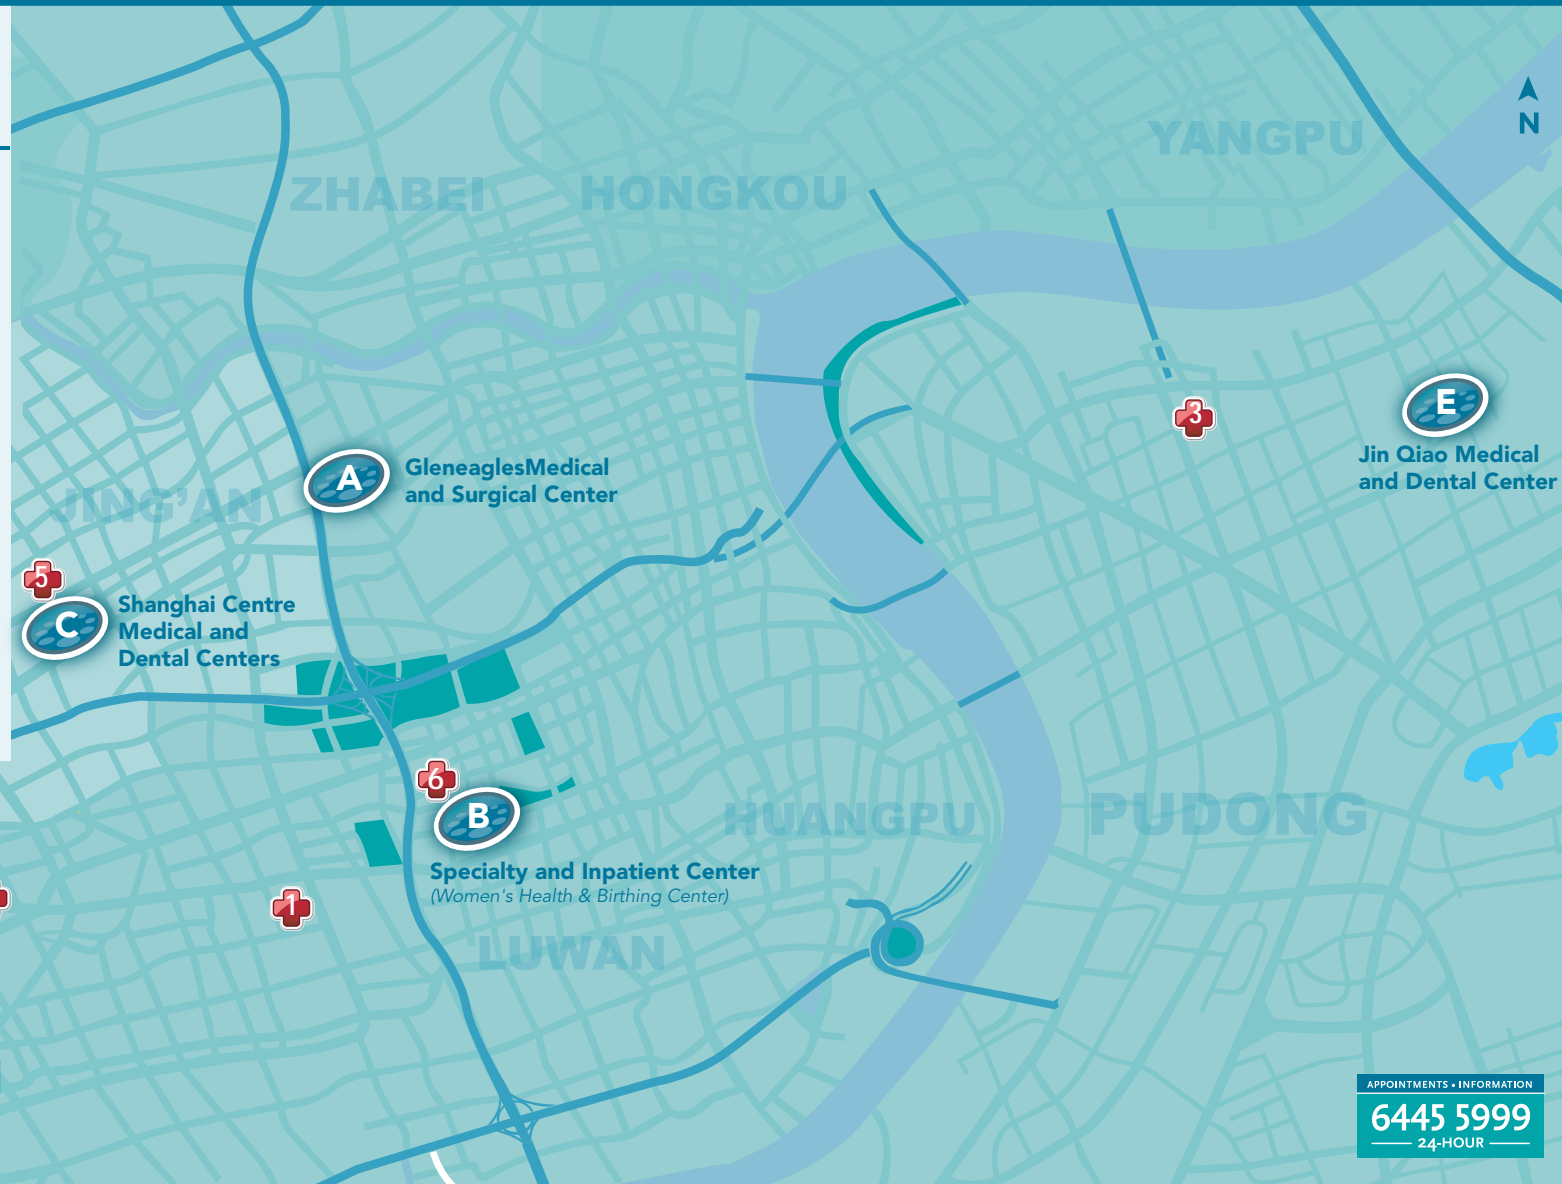 YANGPU
N
ZHABEI
HONGKOU
3
E
Jin Qiao Medical
and Dental Center
A
GleneaglesMedical
and Surgical Center
JING'AN
5
C
Shanghai Centre
Medical and
Dental Centers
6
B
HUANGPU
PUDONG
Specialty and Inpatient Center
(Women's Health & Birthing Center)
1
LUWAN
APPOINTMENTS • INFORMATION
6445 5999
24-HOUR